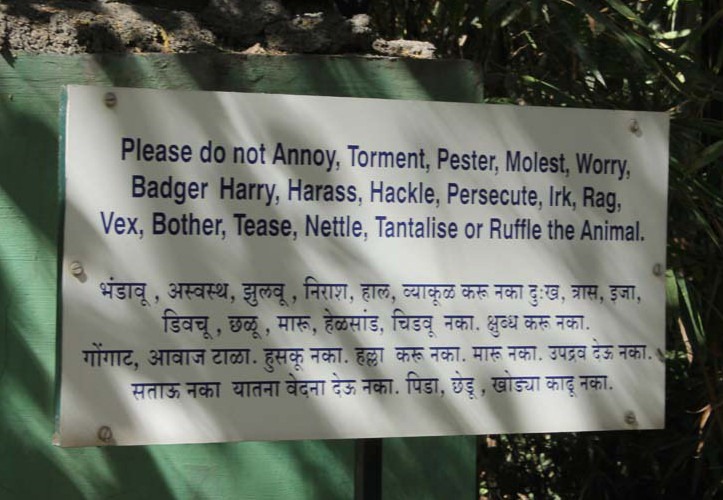 Please do not Annoy, Torment, Pester, Molest, Worry,
Badger Harry, Harass, Hackle, Persecute, Irk, Rag,
Vex, Bother, Tease, Nettle, Tantalise or Ruffle the Animal.
भंडावू , अस्वस्थ, झुलवू , निराश, हाल, व्याकूळ करू नका दुःख, त्रास, इजा,
डिवचू , छळू , मारू, हेळसांड, चिडवू नका. क्षुब्ध करू नका.
गोंगाट, आवाज टाळा. हुसकू नका. हल्ला करू नका. मारू नका. उपद्रव देऊ नका.
सताऊ नका यातना वेदना देऊ नका. पिडा, छेडू , खोड्या काढू नका.